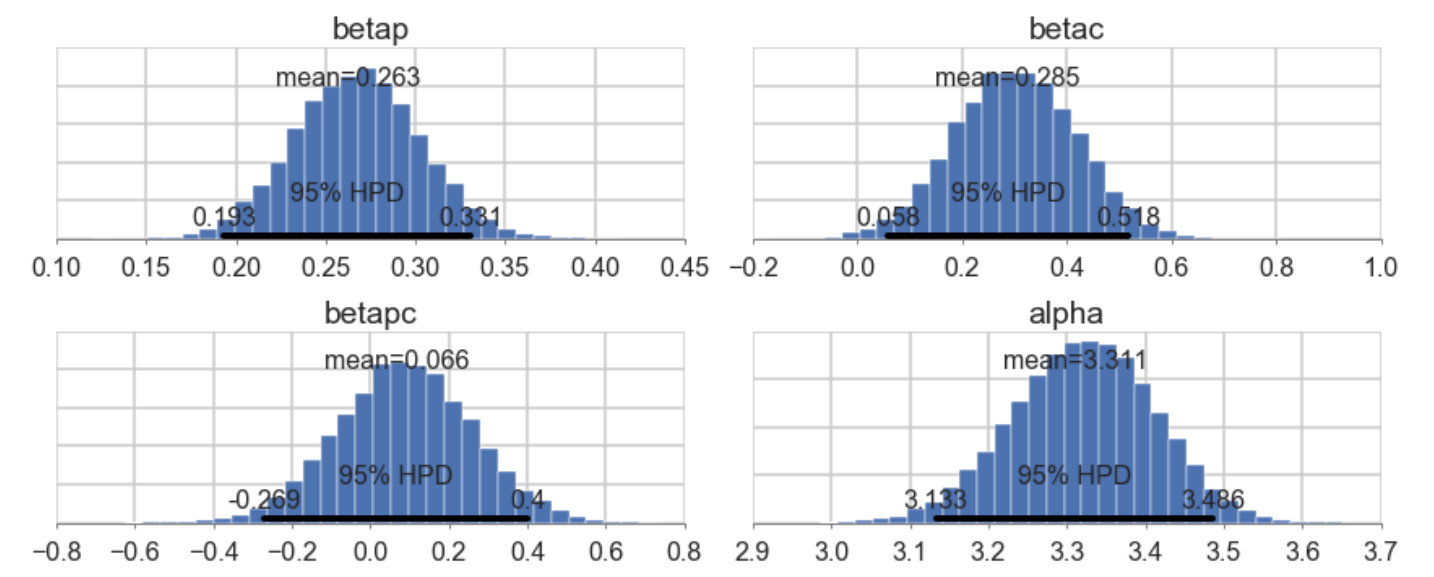 betap
mean=0.263
95% HPD
0.193 0.331
0.10 0.15 0.20 0.25 0.30 0.35 0.40 0.45
betac
mean=0.285
95% HPD
0.058 0.518
−0.2 0.0 0.2 0.4 0.6 0.8 1.0
betapc
mean=0.066
95% HPD
-0.269 0.4
−0.8 −0.6 −0.4 −0.2 0.0 0.2 0.4 0.6 0.8
alpha
mean=3.311
95% HPD
3.133 3.486
2.9 3.0 3.1 3.2 3.3 3.4 3.5 3.6 3.7